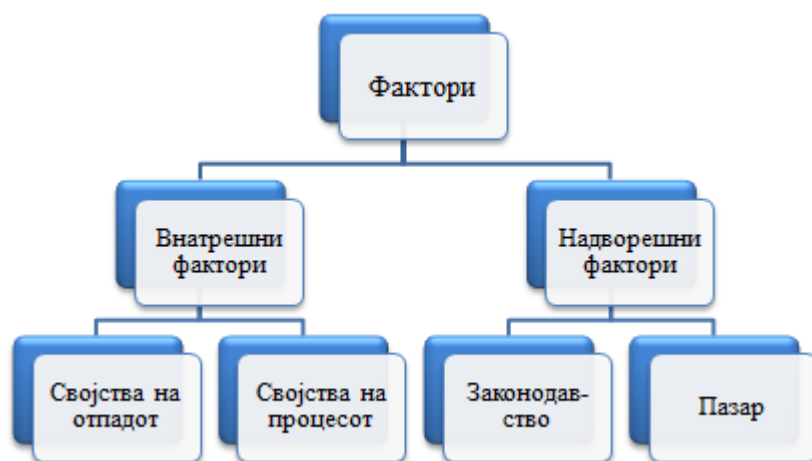 Фактори
Внатрешни
фактори
Надворешни
фактори
Својства на
отпадот
Својства на
процесот
Законодав-
ство
Пазар